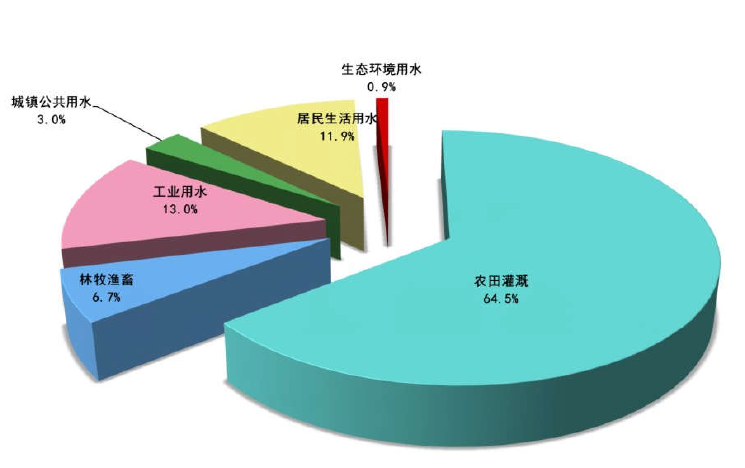 生态环境用水
0.9%
城镇公共用水
3.0%
居民生活用水
11.9%
工业用水
13.0%
林牧渔畜
6.7%
农田灌溉
64.5%